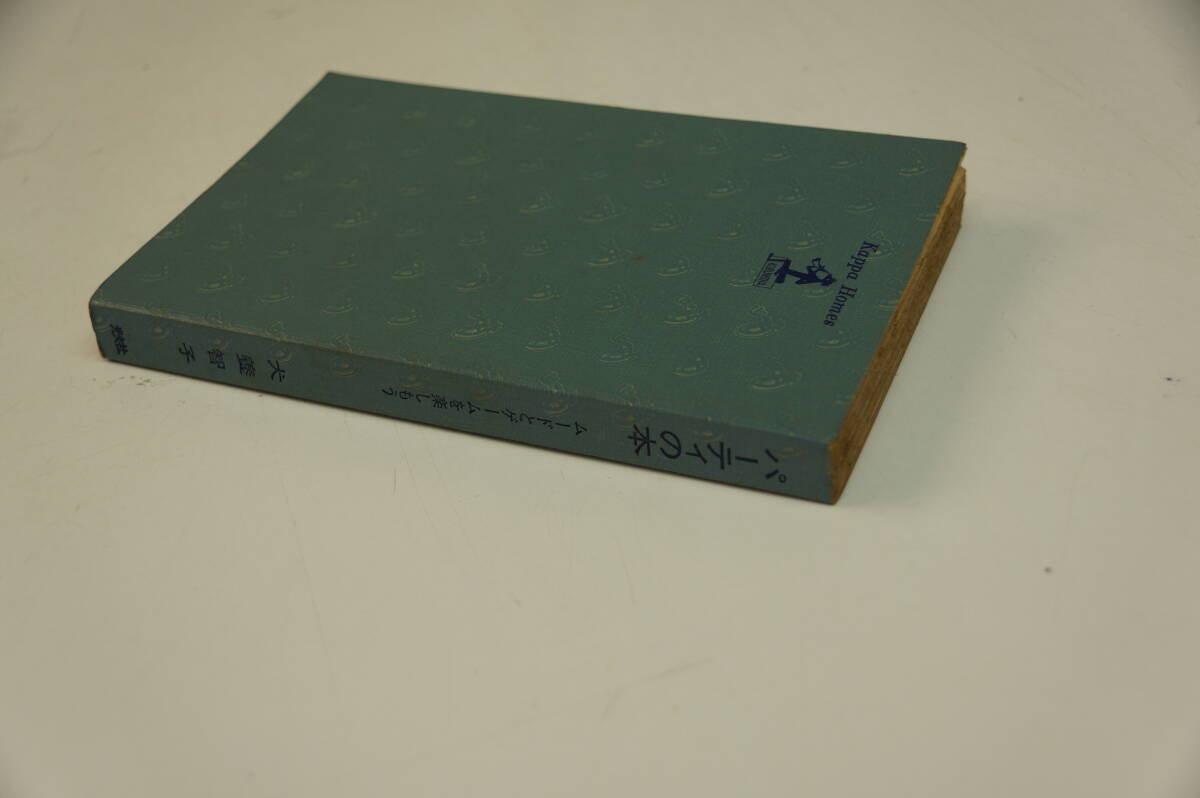 Kappa Homes
パーティの本
ムードとゲームを楽しもう
犬養智子
光文社